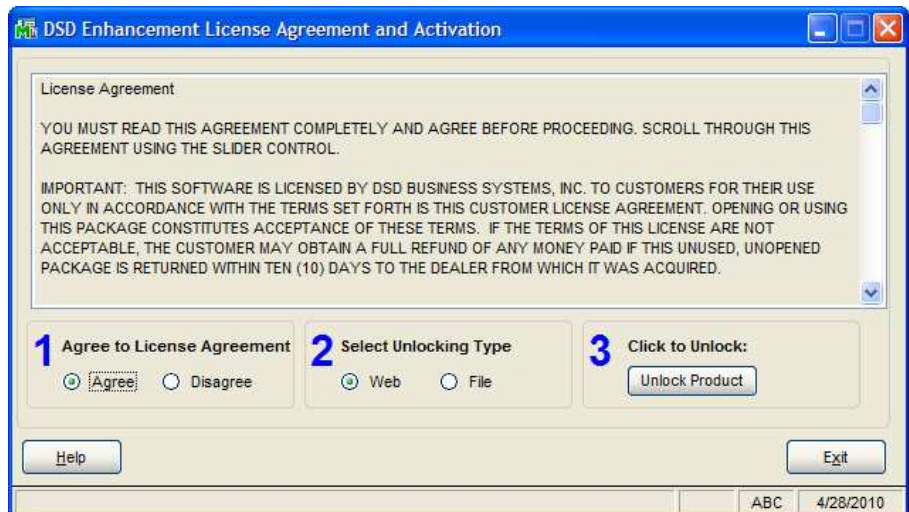 DSD Enhancement License Agreement and Activation
License Agreement
YOU MUST READ THIS AGREEMENT COMPLETELY AND AGREE BEFORE PROCEEDING. SCROLL THROUGH THIS
AGREEMENT USING THE SLIDER CONTROL.
IMPORTANT: THIS SOFTWARE IS LICENSED BY DSD BUSINESS SYSTEMS, INC. TO CUSTOMERS FOR THEIR USE
ONLY IN ACCORDANCE WITH THE TERMS SET FORTH IS THIS CUSTOMER LICENSE AGREEMENT. OPENING OR USING
THIS PACKAGE CONSTITUTES ACCEPTANCE OF THESE TERMS. IF THE TERMS OF THIS LICENSE ARE NOT
ACCEPTABLE, THE CUSTOMER MAY OBTAIN A FULL REFUND OF ANY MONEY PAID IF THIS UNUSED, UNOPENED
PACKAGE IS RETURNED WITHIN TEN (10) DAYS TO THE DEALER FROM WHICH IT WAS ACQUIRED.
1 Agree to License Agreement
Agree Disagree
2 Select Unlocking Type
Web File
3 Click to Unlock:
Unlock Product
Help Exit
ABC 4/28/2010